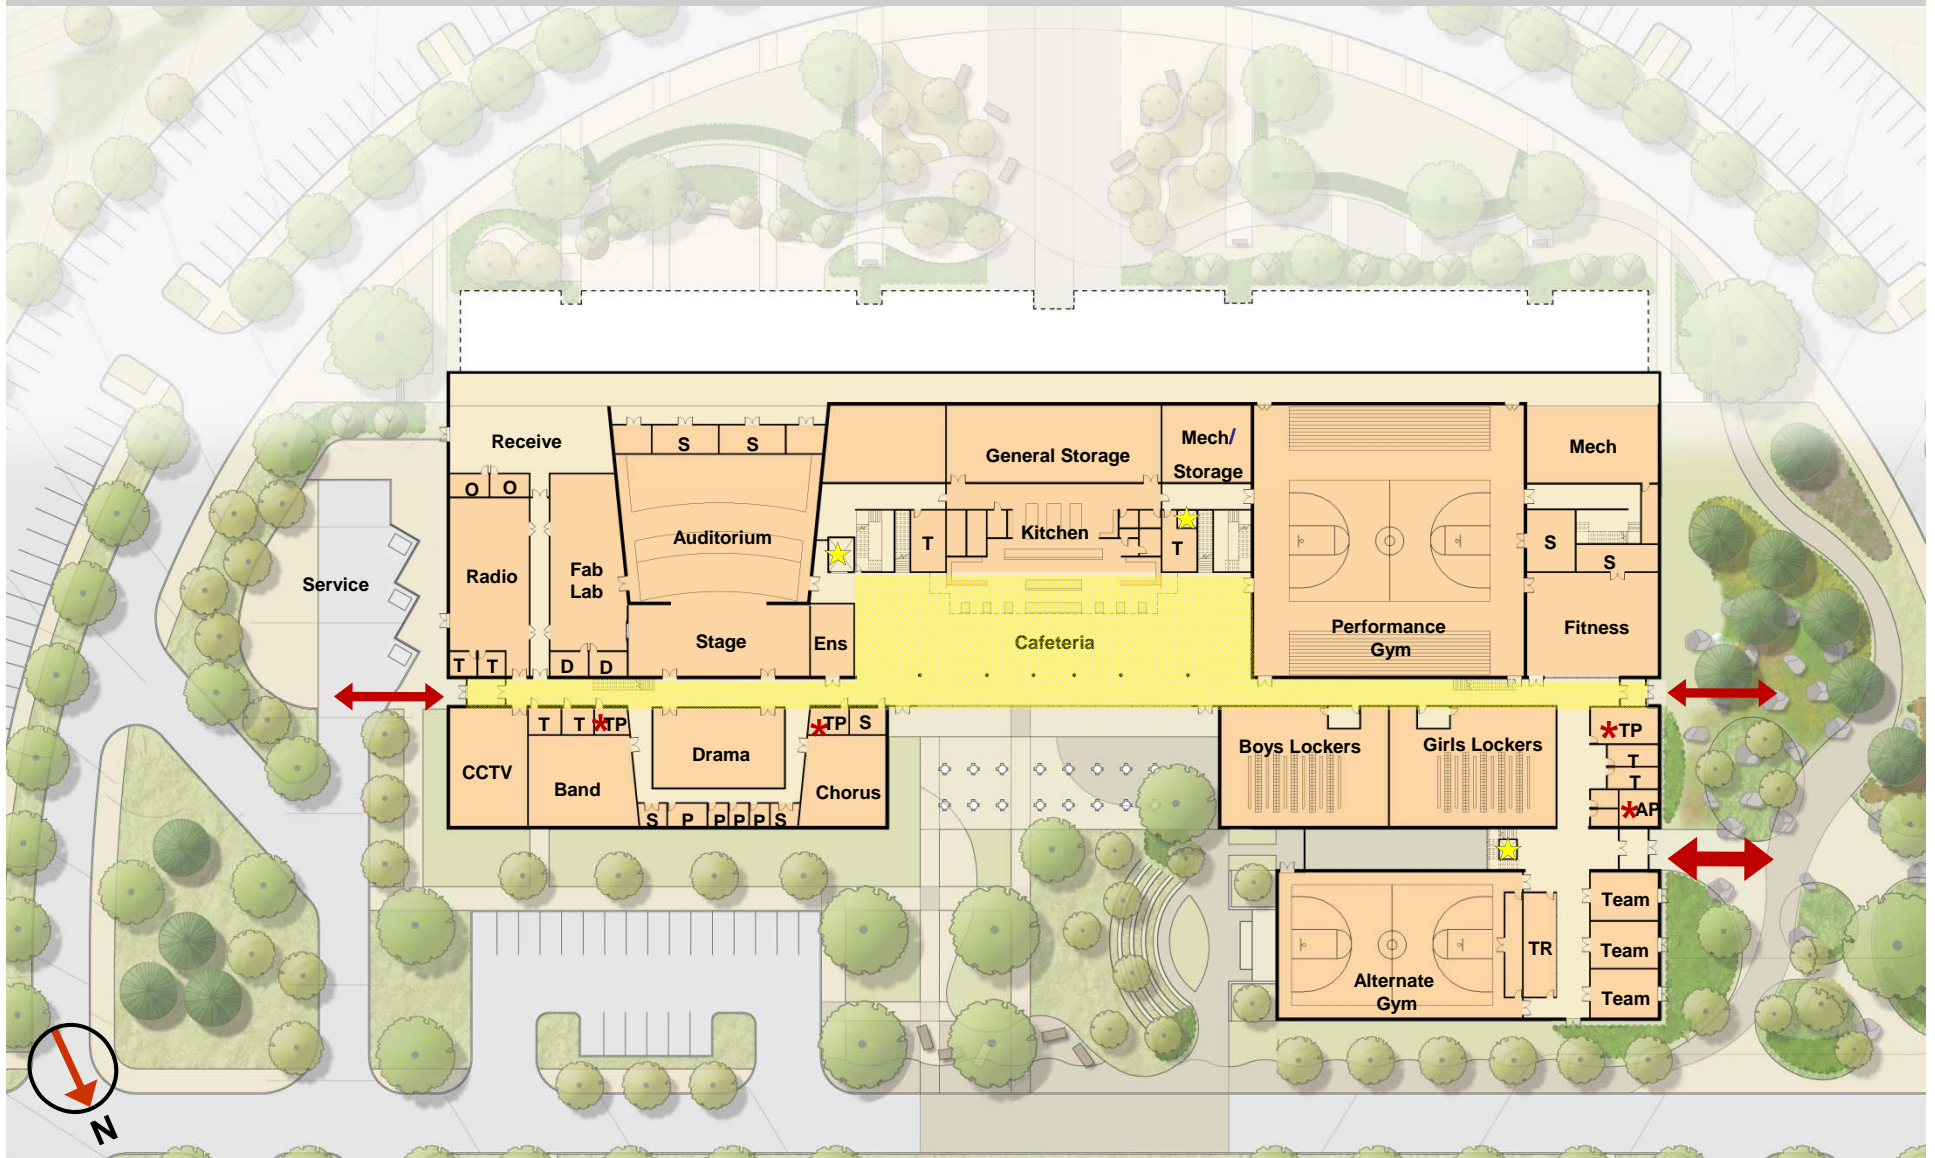 Receive
S
S
Mech/
Storage
General Storage
Mech
O
O
Auditorium
Kitchen
T
T
S
S
Service
Radio
Fab
Lab
Stage
Ens
Cafeteria
Performance
Gym
Fitness
T
T
D
D
T
T
*TP
*TP
S
*TP
CCTV
Band
Drama
Chorus
Boys Lockers
Girls Lockers
T
T
*AP
S
P
P
P
P
S
Team
Team
Team
TR
Alternate
Gym
N